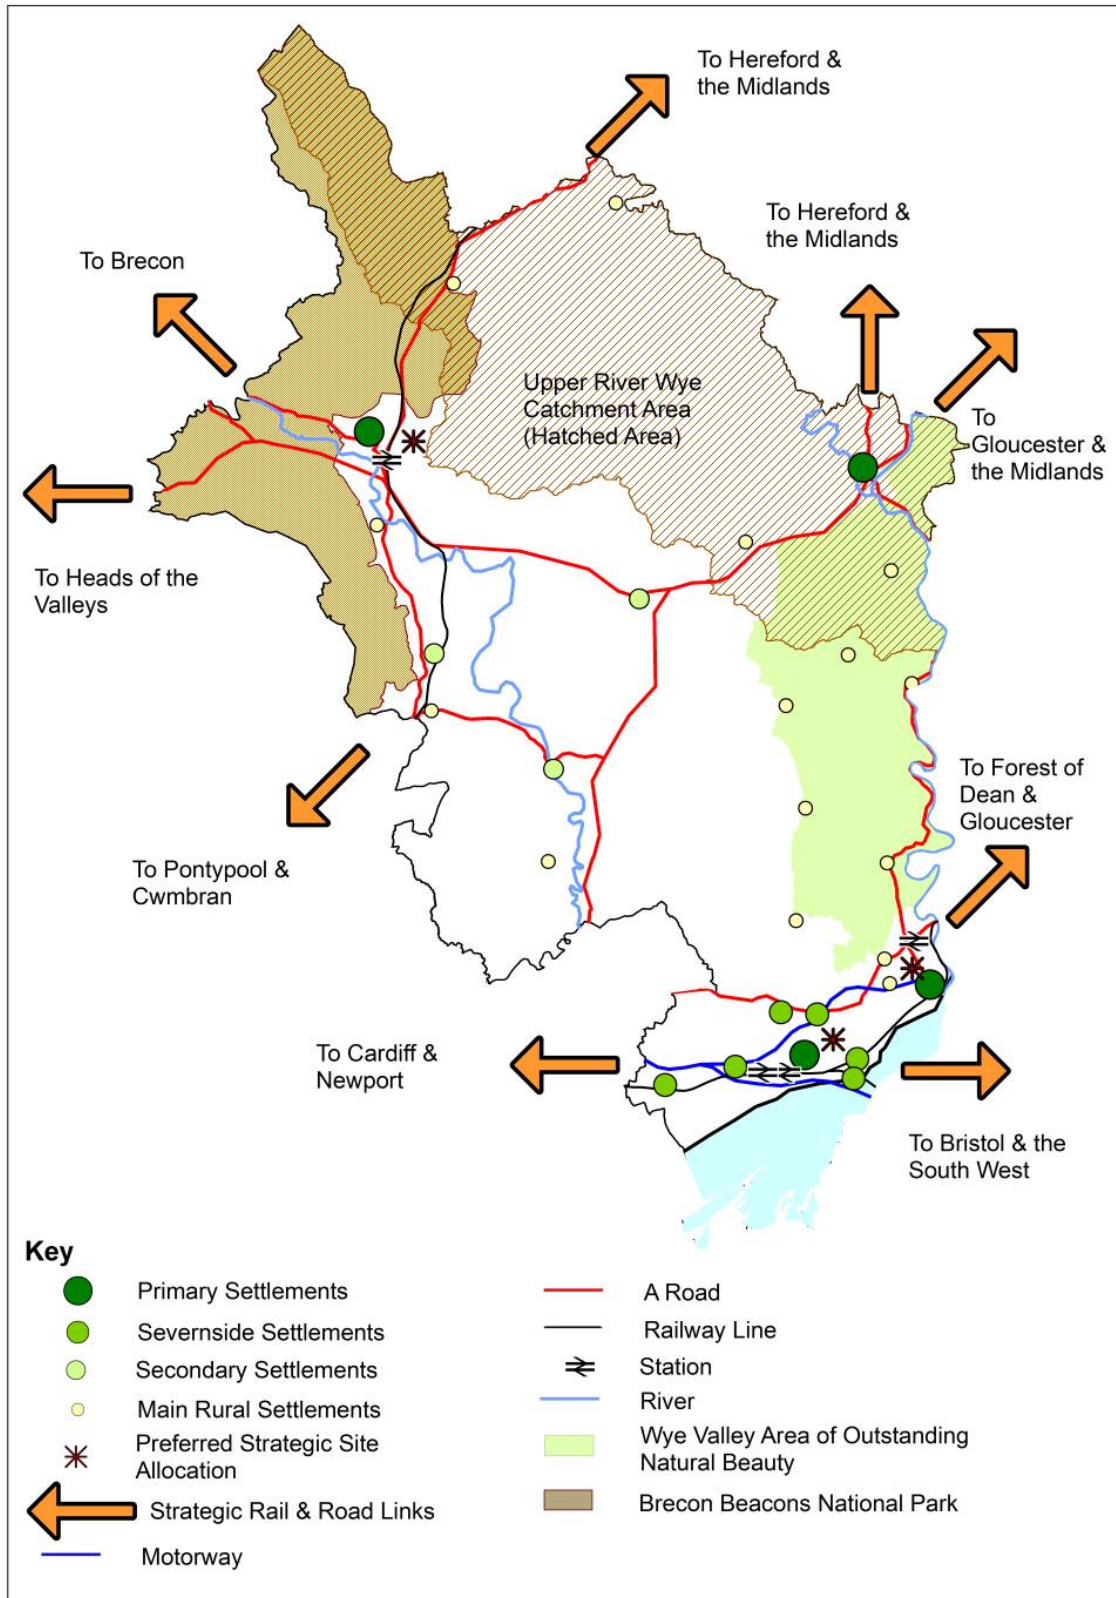 To Hereford &
the Midlands
To Hereford &
the Midlands
To Brecon
Upper River Wye
Catchment Area
(Hatched Area)
To
Gloucester &
the Midlands
To Heads of the
Valleys
To Forest of
Dean &
Gloucester
To Pontypool &
Cwmbran
To Cardiff &
Newport
To Bristol & the
South West
Key
Primary Settlements
Severnside Settlements
Secondary Settlements
Main Rural Settlements
Preferred Strategic Site
Allocation
Strategic Rail & Road Links
Motorway
A Road
Railway Line
Station
River
Wye Valley Area of Outstanding
Natural Beauty
Brecon Beacons National Park